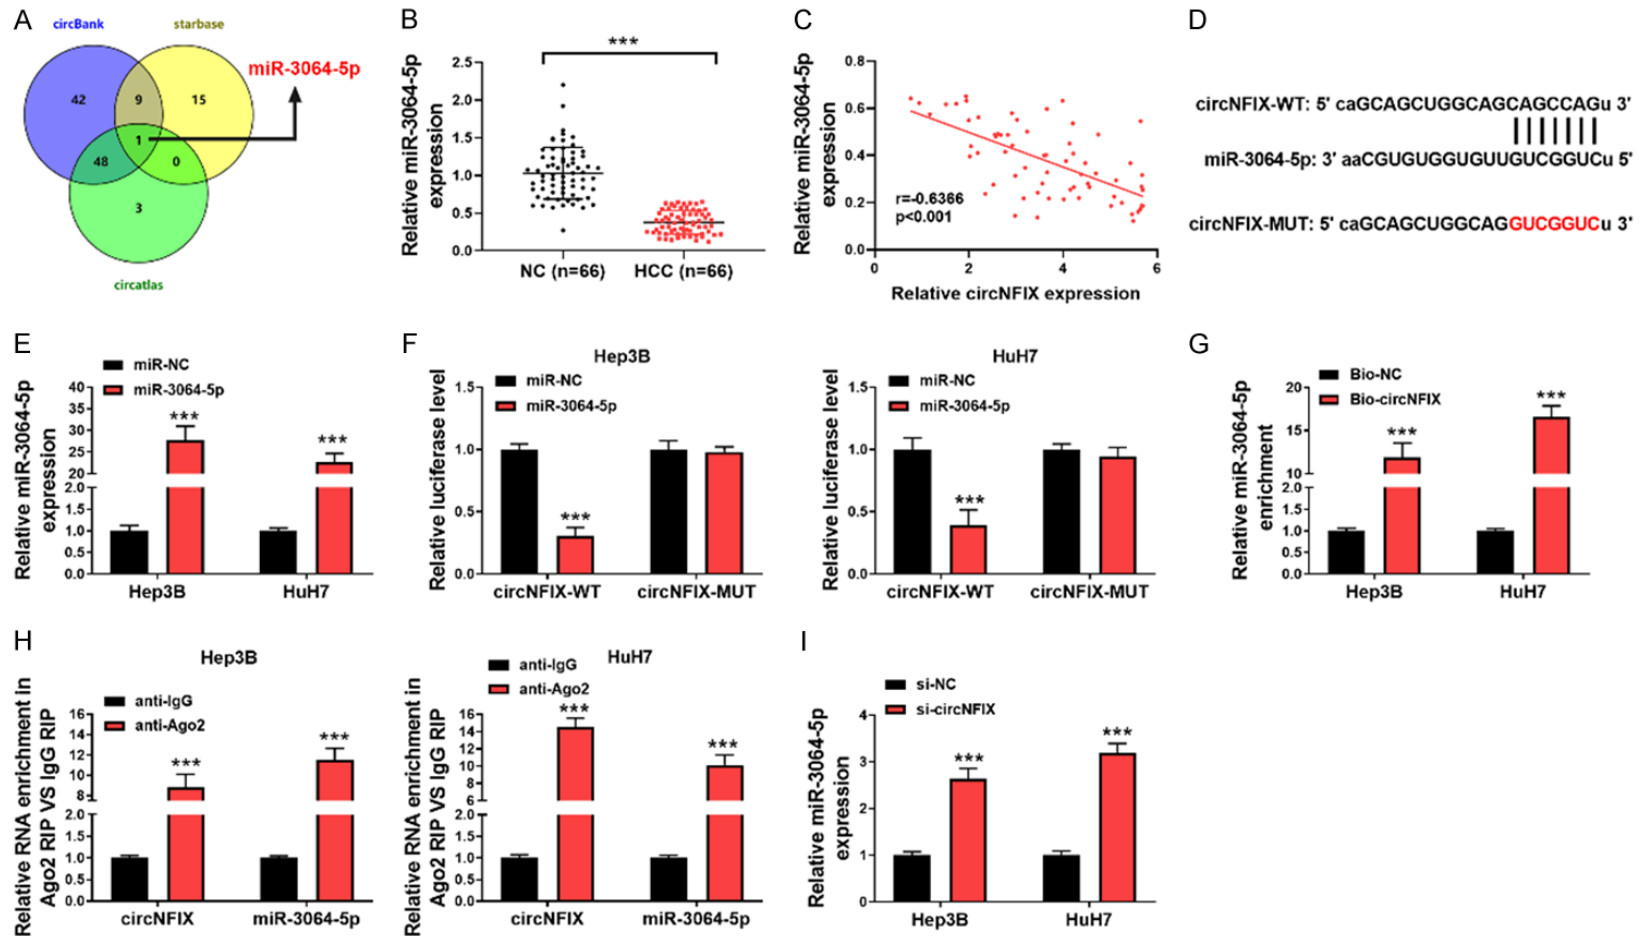 A
circBank
starbase
miR-3064-5p
42
9
15
1
48
0
3
circatlas
B
***
Relative miR-3064-5p
expression
2.5
2.0
1.5
1.0
0.5
0.0
NC (n=66)
HCC (n=66)
C
Relative miR-3064-5p
expression
0.8
0.6
0.4
0.2
0.0
r=-0.6366
p<0.001
0
2
4
6
Relative circNFIX expression
D
circNFIX-WT: 5' caGCAGCUGGCAGCAGCCAGu 3'
miR-3064-5p: 3' aaCGUGUGGUGUUGUCGGUCu 5'
circNFIX-MUT: 5' caGCAGCUGGCAGGUCGGUCu 3'
E
miR-NC
miR-3064-5p
Relative miR-3064-5p
expression
40
35
30
25
20
2.0
1.5
1.0
0.5
0.0
***
***
Hep3B
HuH7
F
Hep3B
miR-NC
miR-3064-5p
Relative luciferase level
1.5
1.0
0.5
0.0
***
circNFIX-WT
circNFIX-MUT
HuH7
miR-NC
miR-3064-5p
Relative luciferase level
1.5
1.0
0.5
0.0
***
circNFIX-WT
circNFIX-MUT
G
Bio-NC
Bio-circNFIX
Relative miR-3064-5p
enrichment
20
15
10
2.0
1.5
1.0
0.5
0.0
***
***
Hep3B
HuH7
H
Hep3B
anti-IgG
anti-Ago2
Relative RNA enrichment in
Ago2 RIP VS IgG RIP
16
14
12
10
8
2.0
1.5
1.0
0.5
0.0
***
***
circNFIX
miR-3064-5p
HuH7
anti-IgG
anti-Ago2
Relative RNA enrichment in
Ago2 RIP VS IgG RIP
16
14
12
10
8
6
2.0
1.5
1.0
0.5
0.0
***
***
circNFIX
miR-3064-5p
I
si-NC
si-circNFIX
Relative miR-3064-5p
expression
4
3
2
1
0
***
***
Hep3B
HuH7